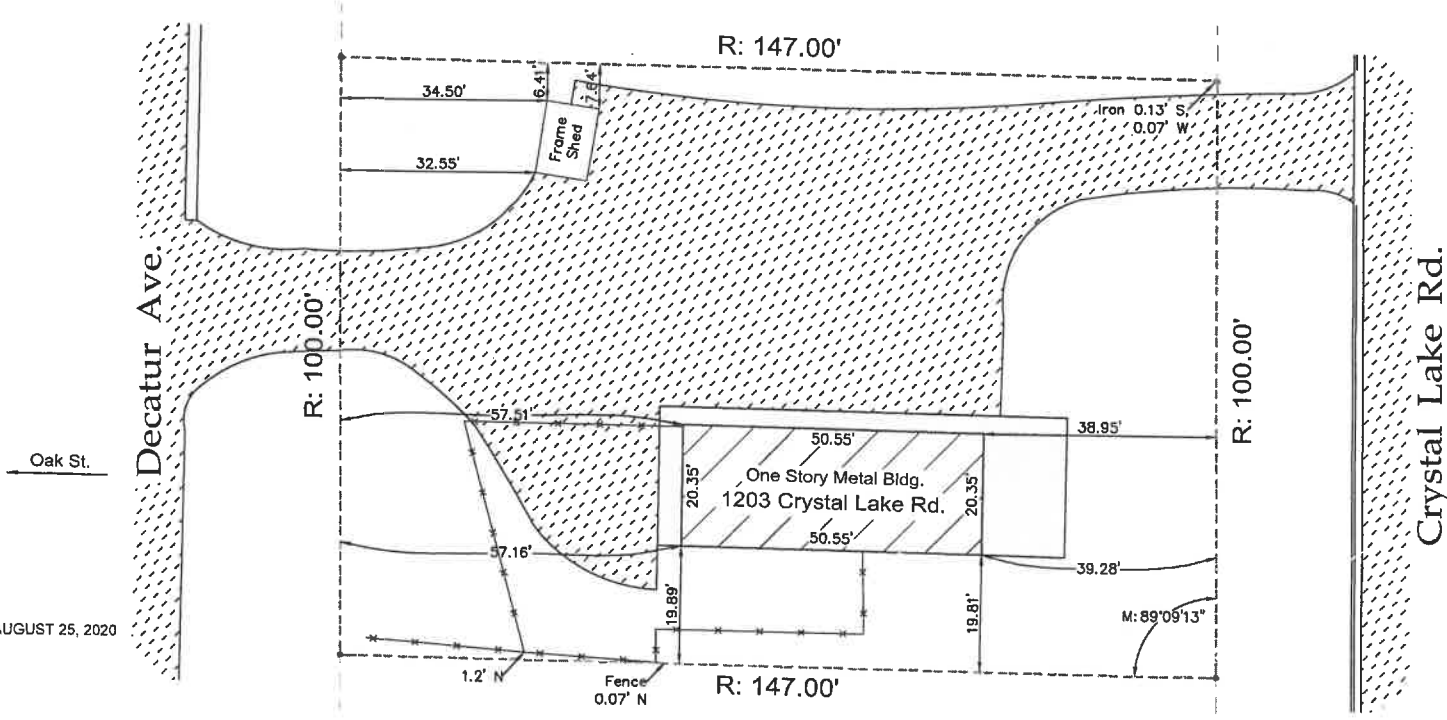 R: 147.00'
34.50'
6.41'
7.64'
Iron 0.13' S,
0.07' W
Frame
Shed
32.55'
Decatur Ave.
R: 100.00'
R: 100.00'
Crystal Lake Rd.
57.51'
50.55'
38.95'
Oak St.
20.35'
One Story Metal Bldg.
1203 Crystal Lake Rd.
20.35'
50.55'
57.16'
39.28'
19.89'
19.81'
M: 89°09'13"
AUGUST 25, 2020
1.2' N
Fence
0.07' N
R: 147.00'